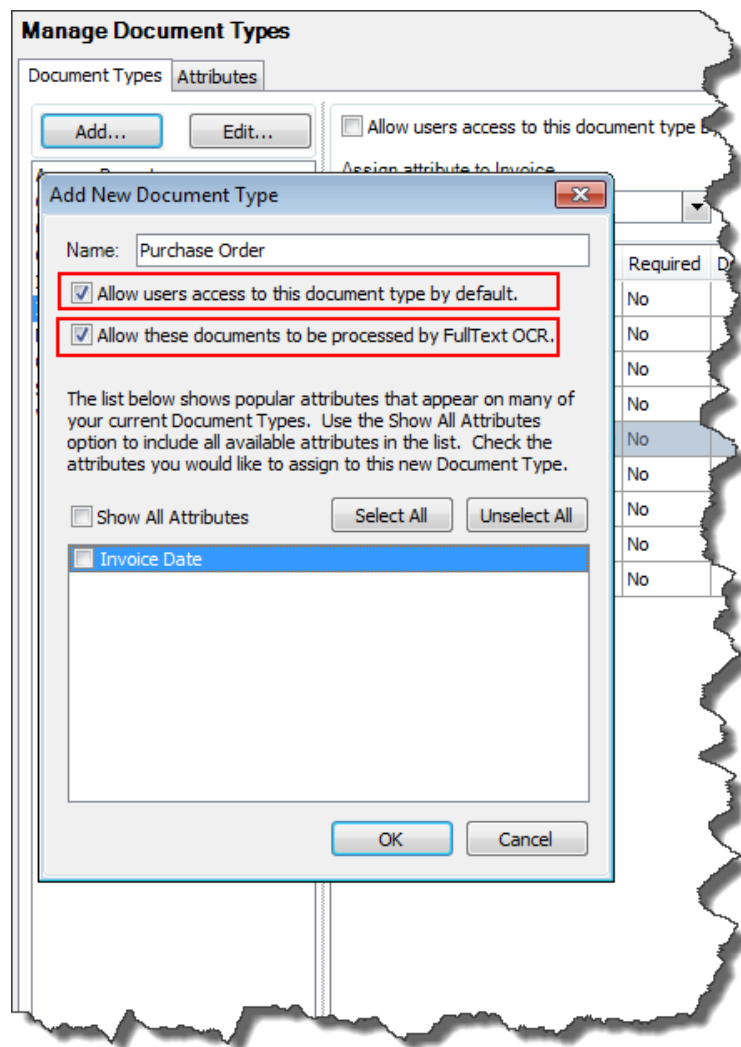 Manage Document Types
Document Types Attributes
Add... Edit...
Allow users access to this document type
Assign attribute to Invoice
Add New Document Type
Name: Purchase Order
Required
Allow users access to this document type by default.
No
Allow these documents to be processed by FullText OCR.
No
No
The list below shows popular attributes that appear on many of
your current Document Types. Use the Show All Attributes
option to include all available attributes in the list. Check the
attributes you would like to assign to this new Document Type.
No
No
No
Show All Attributes Select All Unselect All
No
Invoice Date
No
No
OK Cancel